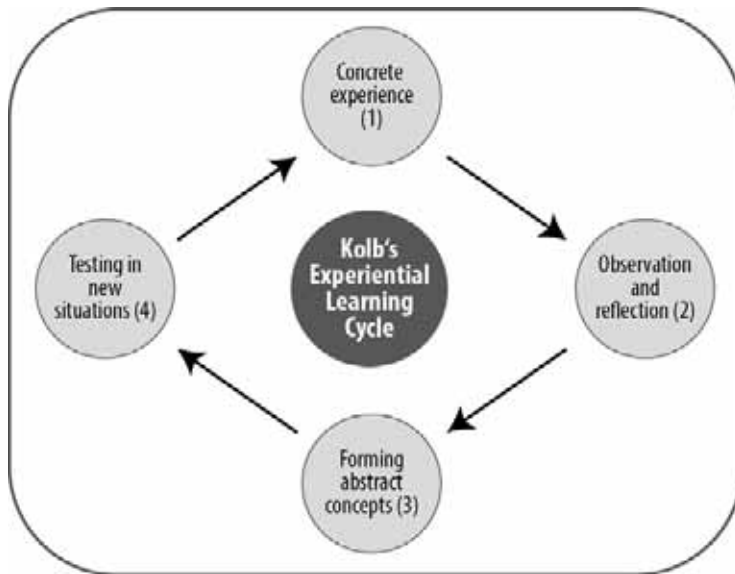 Concrete
experience
(1)
Kolb's
Experiential
Learning
Cycle
Testing in
new
situations (4)
Observation
and
reflection (2)
Forming
abstract
concepts (3)